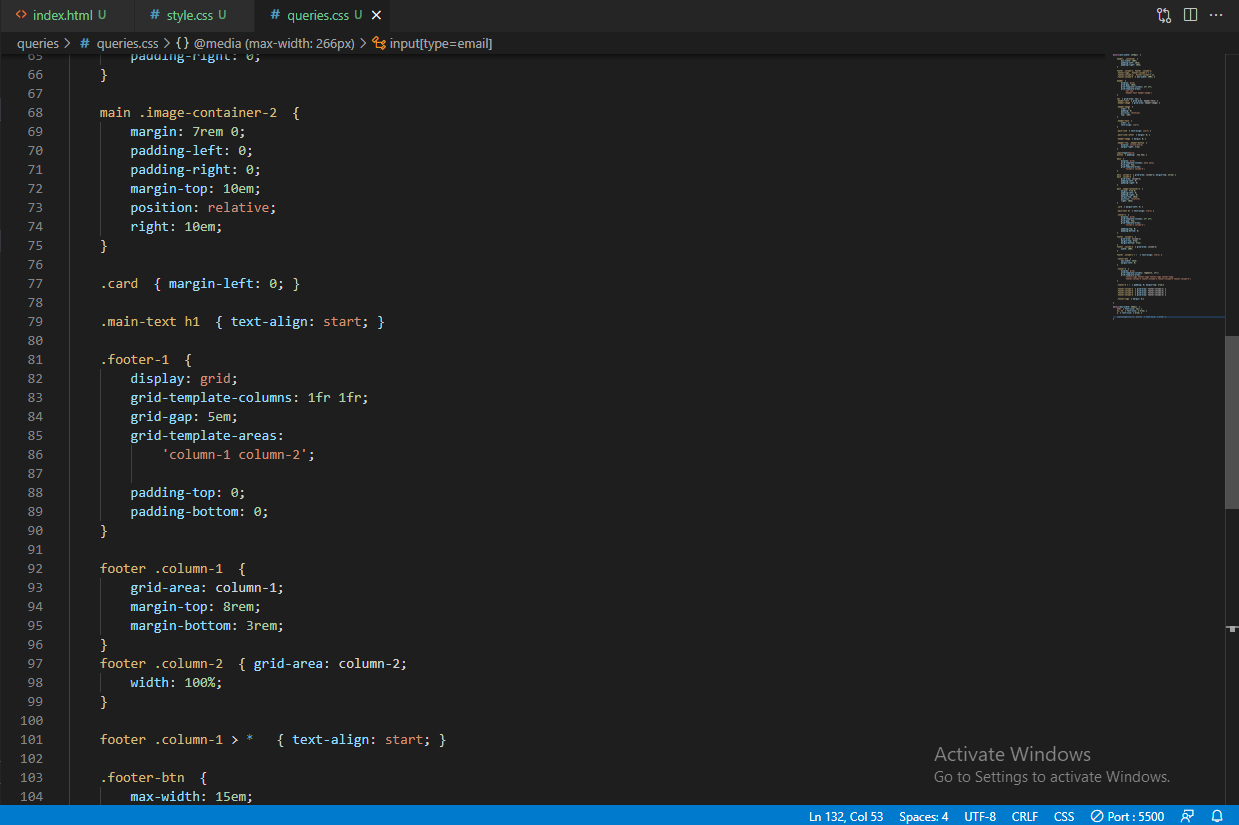 index.html U
# style.css U
# queries.css U
queries > # queries.css > {} @media (max-width: 266px) > input[type=email]
65 padding-right: 0;
66 }
67
68 main .image-container-2 {
69 margin: 7rem 0;
70 padding-left: 0;
71 padding-right: 0;
72 margin-top: 10em;
73 position: relative;
74 right: 10em;
75 }
76
77 .card { margin-left: 0; }
78
79 .main-text h1 { text-align: start; }
80
81 .footer-1 {
82 display: grid;
83 grid-template-columns: 1fr 1fr;
84 grid-gap: 5em;
85 grid-template-areas:
86 'column-1 column-2';
87
88 padding-top: 0;
89 padding-bottom: 0;
90 }
91
92 footer .column-1 {
93 grid-area: column-1;
94 margin-top: 8rem;
95 margin-bottom: 3rem;
96 }
97 footer .column-2 { grid-area: column-2;
98 width: 100%;
99 }
100
101 footer .column-1 > * { text-align: start; }
102
103 .footer-btn {
104 max-width: 15em;
Activate Windows
Go to Settings to activate Windows.
Ln 132, Col 53 Spaces: 4 UTF-8 CRLF CSS Port : 5500